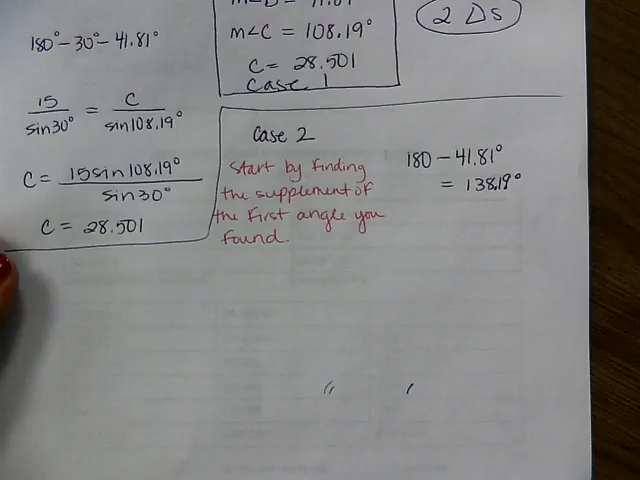 180° - 30° - 41.81°
15/sin30° = C/sin108.19°
C = 15sin108.19°/sin30°
C = 28.501
m<C = 108.19°
C = 28.501
Case 1
2 Δs
Case 2
Start by finding
the supplement of
the first angle you
found.
180 - 41.81°
= 138.19°